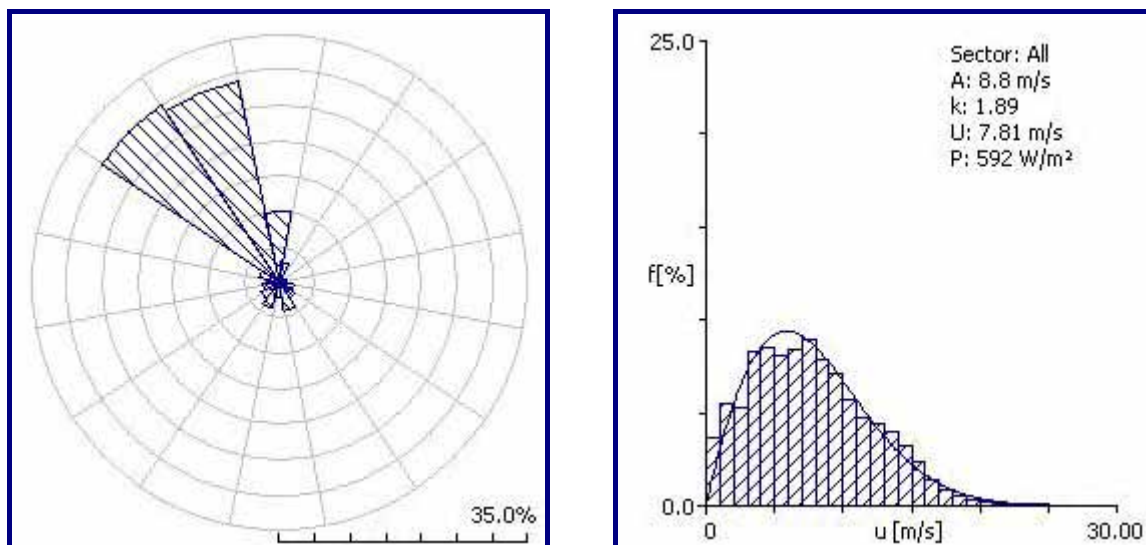 35.0%
25.0
Sector: All
A: 8.8 m/s
k: 1.89
U: 7.81 m/s
P: 592 W/m²
f[%]
0.0
0
u [m/s]
30.00